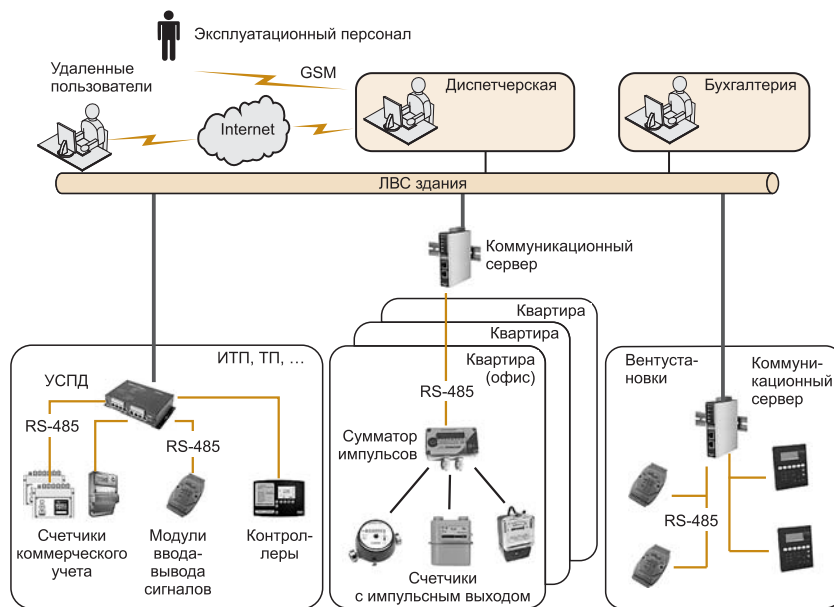 Эксплуатационный персонал
Удаленные
пользователи
GSM
Internet
Диспетчерская
Бухгалтерия
ЛВС здания
Коммуникационный
сервер
Квартира
Квартира
Квартира
(офис)
RS-485
Сумматор
импульсов
Счетчики
с импульсным выходом
ИТП, ТП, ...
УСПД
RS-485
RS-485
Счетчики
коммерческого
учета
Модули
ввода-
вывода
сигналов
Контрол-
леры
Вентуста-
новки
Коммуни-
кационный
сервер
RS-485